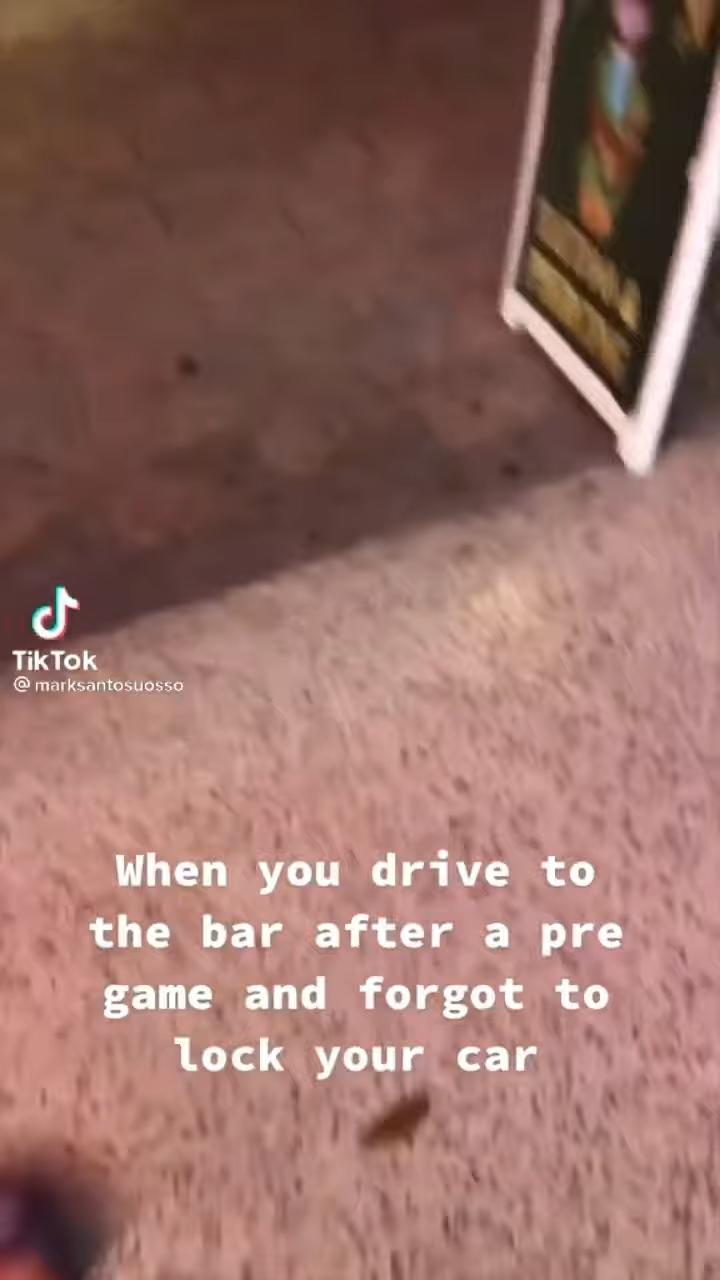 TikTok
@marksantosuosso
When you drive to
the bar after a pre
game and forgot to
lock your car